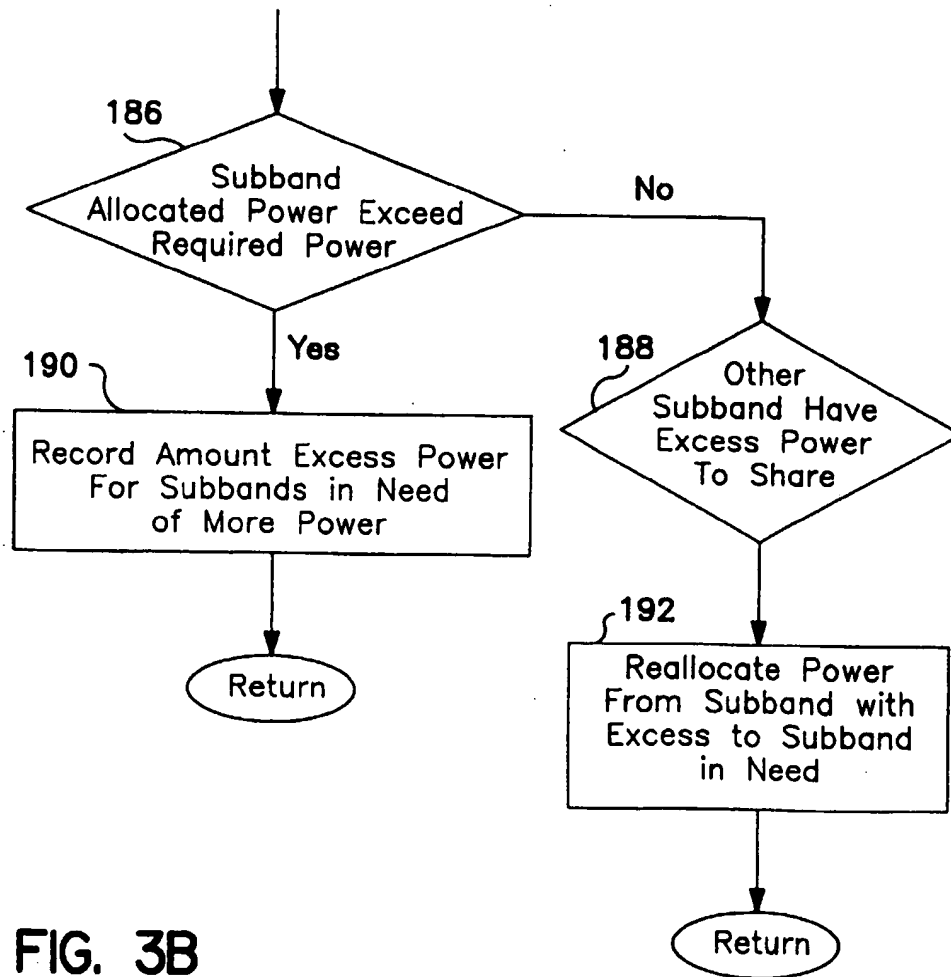 186
Subband
Allocated Power Exceed
Required Power
No
Yes
190
Record Amount Excess Power
For Subbands in Need
of More Power
Return
188
Other
Subband Have
Excess Power
To Share
192
Reallocate Power
From Subband with
Excess to Subband
in Need
Return
FIG. 3B